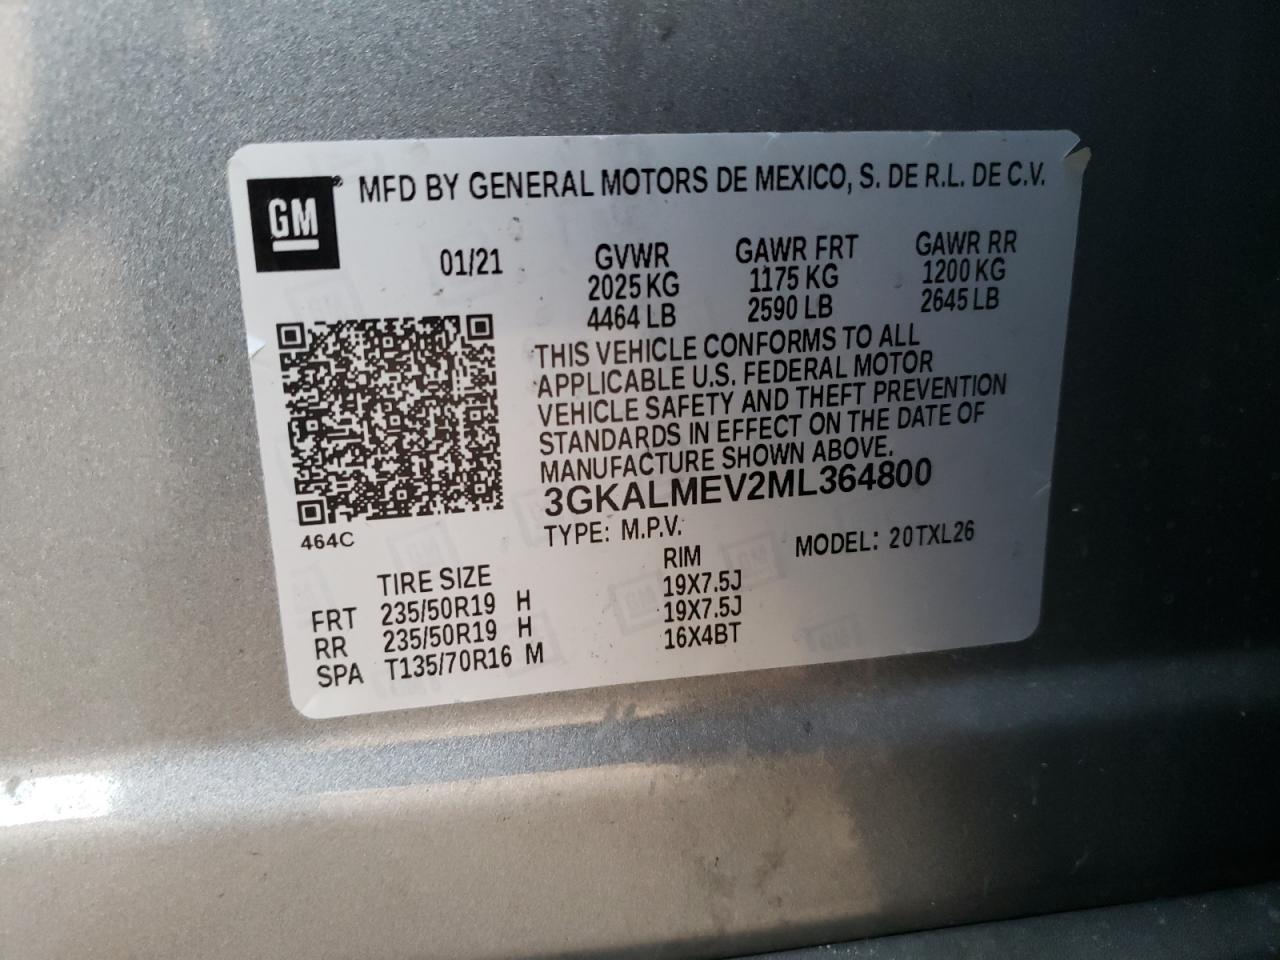 GM
MFD BY GENERAL MOTORS DE MEXICO, S. DE R.L. DE C.V.
01/21
GVWR GAWR FRT GAWR RR
2025 KG 1175 KG 1200 KG
4464 LB 2590 LB 2645 LB
THIS VEHICLE CONFORMS TO ALL
APPLICABLE U.S. FEDERAL MOTOR
VEHICLE SAFETY AND THEFT PREVENTION
STANDARDS IN EFFECT ON THE DATE OF
MANUFACTURE SHOWN ABOVE.
3GKALMEV2ML364800
464C
TYPE: M.P.V. MODEL: 20TXL26
TIRE SIZE RIM
FRT 235/50R19 H 19X7.5J
RR 235/50R19 H 19X7.5J
SPA T135/70R16 M 16X4BT